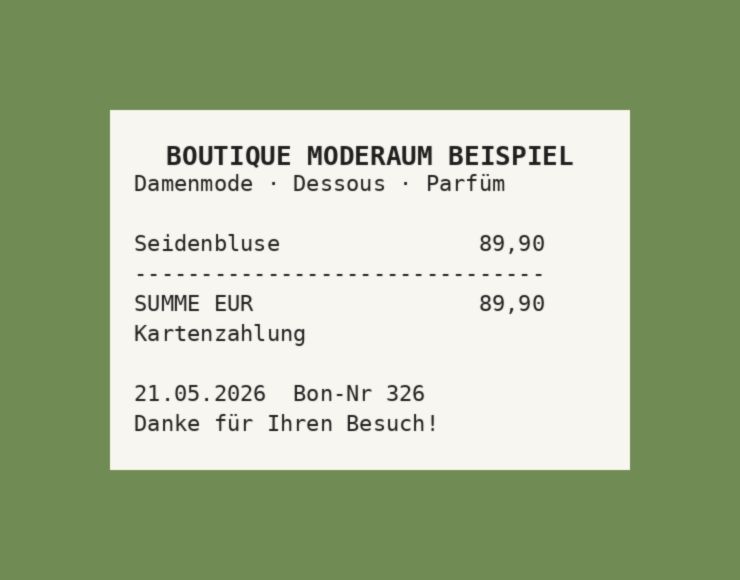 BOUTIQUE MODERAUM BEISPIEL
Damenmode · Dessous · Parfüm
Seidenbluse 89,90
-------------------------------
SUMME EUR 89,90
Kartenzahlung
21.05.2026 Bon-Nr 326
Danke für Ihren Besuch!